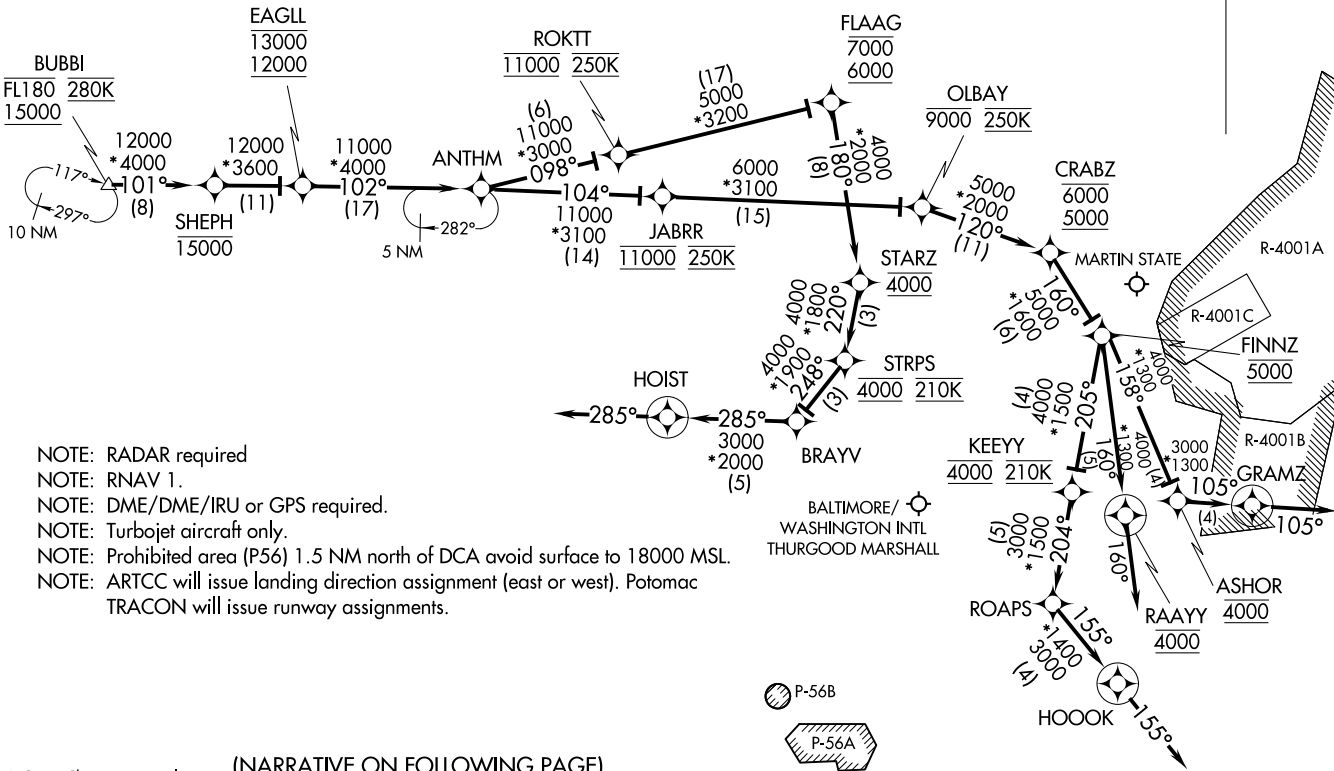 BUBBI
FL180 280K
15000
EAGLL
13000
12000
ROKTT
11000 250K
FLAAG
7000
6000
OLBAY
9000 250K
CRABZ
6000
5000
12000
*4000
101°
(8)
117°
297°
10 NM
SHEPH
15000
12000
*3600
(11)
11000
*4000
102°
(17)
ANTHM
282°
5 NM
(6)
11000
*3000
098°
(17)
5000
*3200
104°
11000
*3100
(14)
JABRR
11000 250K
6000
*3100
(15)
4000
*2000
180°
(8)
5000
*2000
120°
(11)
STARZ
4000
4000
*1800
220°
(3)
STRPS
4000 210K
4000
*1900
248°
(3)
BRAYV
HOIST
285°
285°
3000
*2000
(5)
MARTIN STATE
160°
5000
*1600
(6)
FINNZ
5000
R-4001A
R-4001C
R-4001B
(4)
4000
*1500
205°
KEEYY
4000 210K
(5)
160°
*1300
4000
(4)
158°
4000
*1300
3000
*1300
105°
(4)
GRAMZ
105°
ASHOR
4000
RAAYY
4000
160°
(5)
3000
*1500
204°
ROAPS
155°
*1400
3000
(4)
HOOOK
155°
BALTIMORE/
WASHINGTON INTL
THURGOOD MARSHALL
NOTE: RADAR required
NOTE: RNAV 1.
NOTE: DME/DME/IRU or GPS required.
NOTE: Turbojet aircraft only.
NOTE: Prohibited area (P56) 1.5 NM north of DCA avoid surface to 18000 MSL.
NOTE: ARTCC will issue landing direction assignment (east or west). Potomac
TRACON will issue runway assignments.
P-56B
P-56A
(NARRATIVE ON FOLLOWING PAGE)